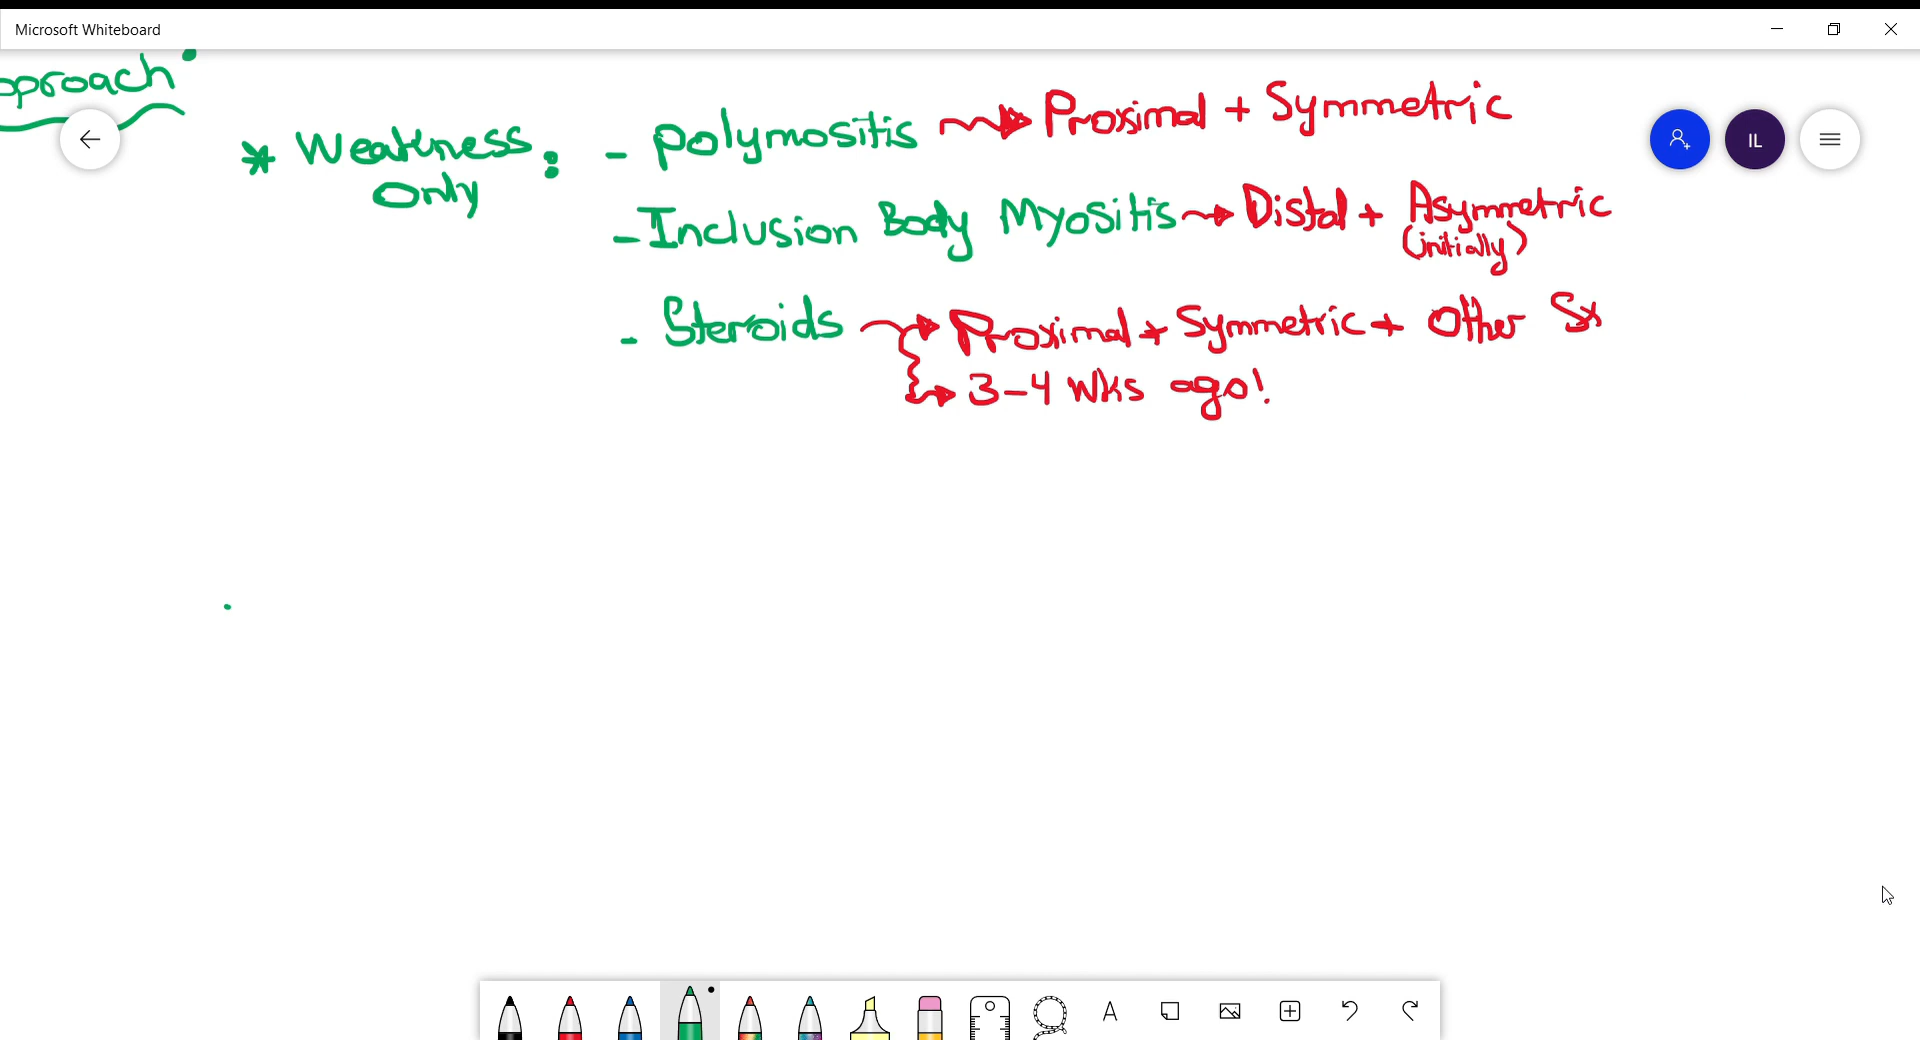 Microsoft Whiteboard
pproach:
* Weakness Only: - Polymositis → Proximal + Symmetric
- Inclusion Body Myositis → Distal + Asymmetric (initially)
- Steroids → Proximal + Symmetric + Other Sx
→ 3-4 wks ago!
IL
A